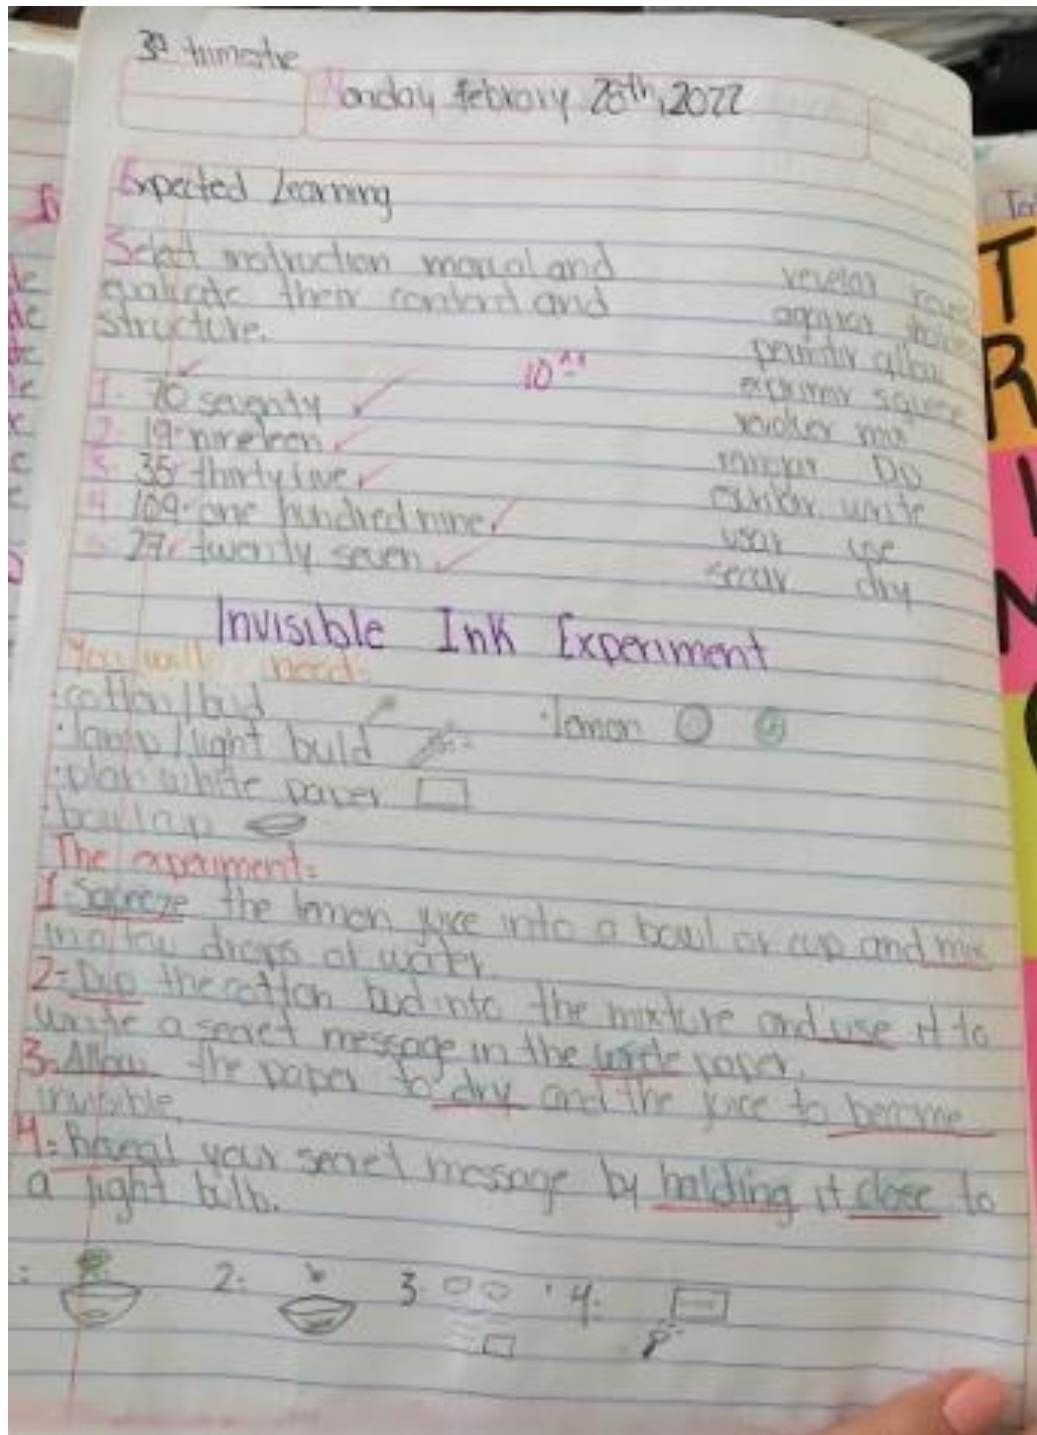 3º trimestre
Monday february 28th, 2022
Expected Learning
Select instruction manual and
evaluate their content and
structure.
10
1- 70 seventy
2- 19-nineteen
3- 35- thirty five
4- 109-one hundred nine
5- 27- twenty seven
revelar reveal
against
permitir allow
exprimir squeeze
mix
Dip
escribir write
usar use
secar dry
Invisible Ink Experiment
You will need:
·cotton/bud
·lamp/light buld
·plan white paper
·bowl/cup
·lemon
The experiment:
1-Squeeze the lemon juice into a bowl or cup and mix
in a few drops of water.
2-Dip the cotton bud into the mixture and use it to
write a secret message in the white paper.
3-Allow the paper to dry and the juice to become
invisible.
4-Reveal your secret message by holding it close to
a light bulb.
2-
3-
4-
T
R
I
M